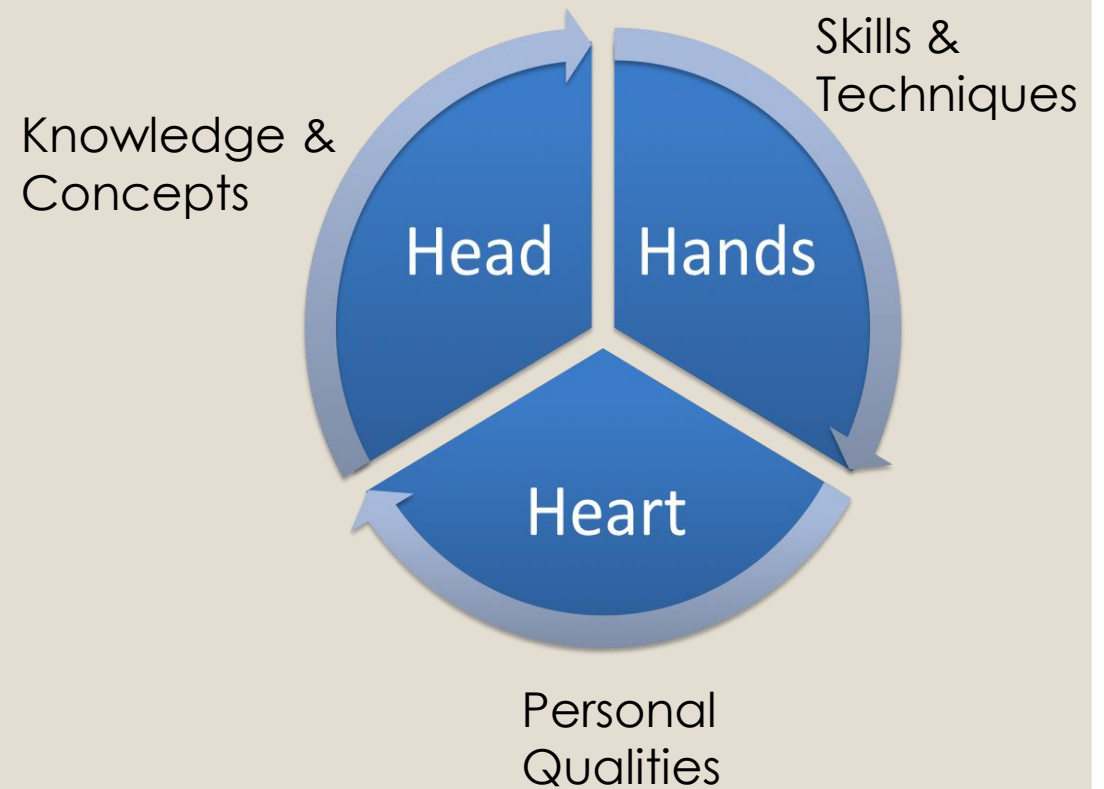 Skills &
Techniques
Knowledge &
Concepts
Head
Hands
Heart
Personal
Qualities